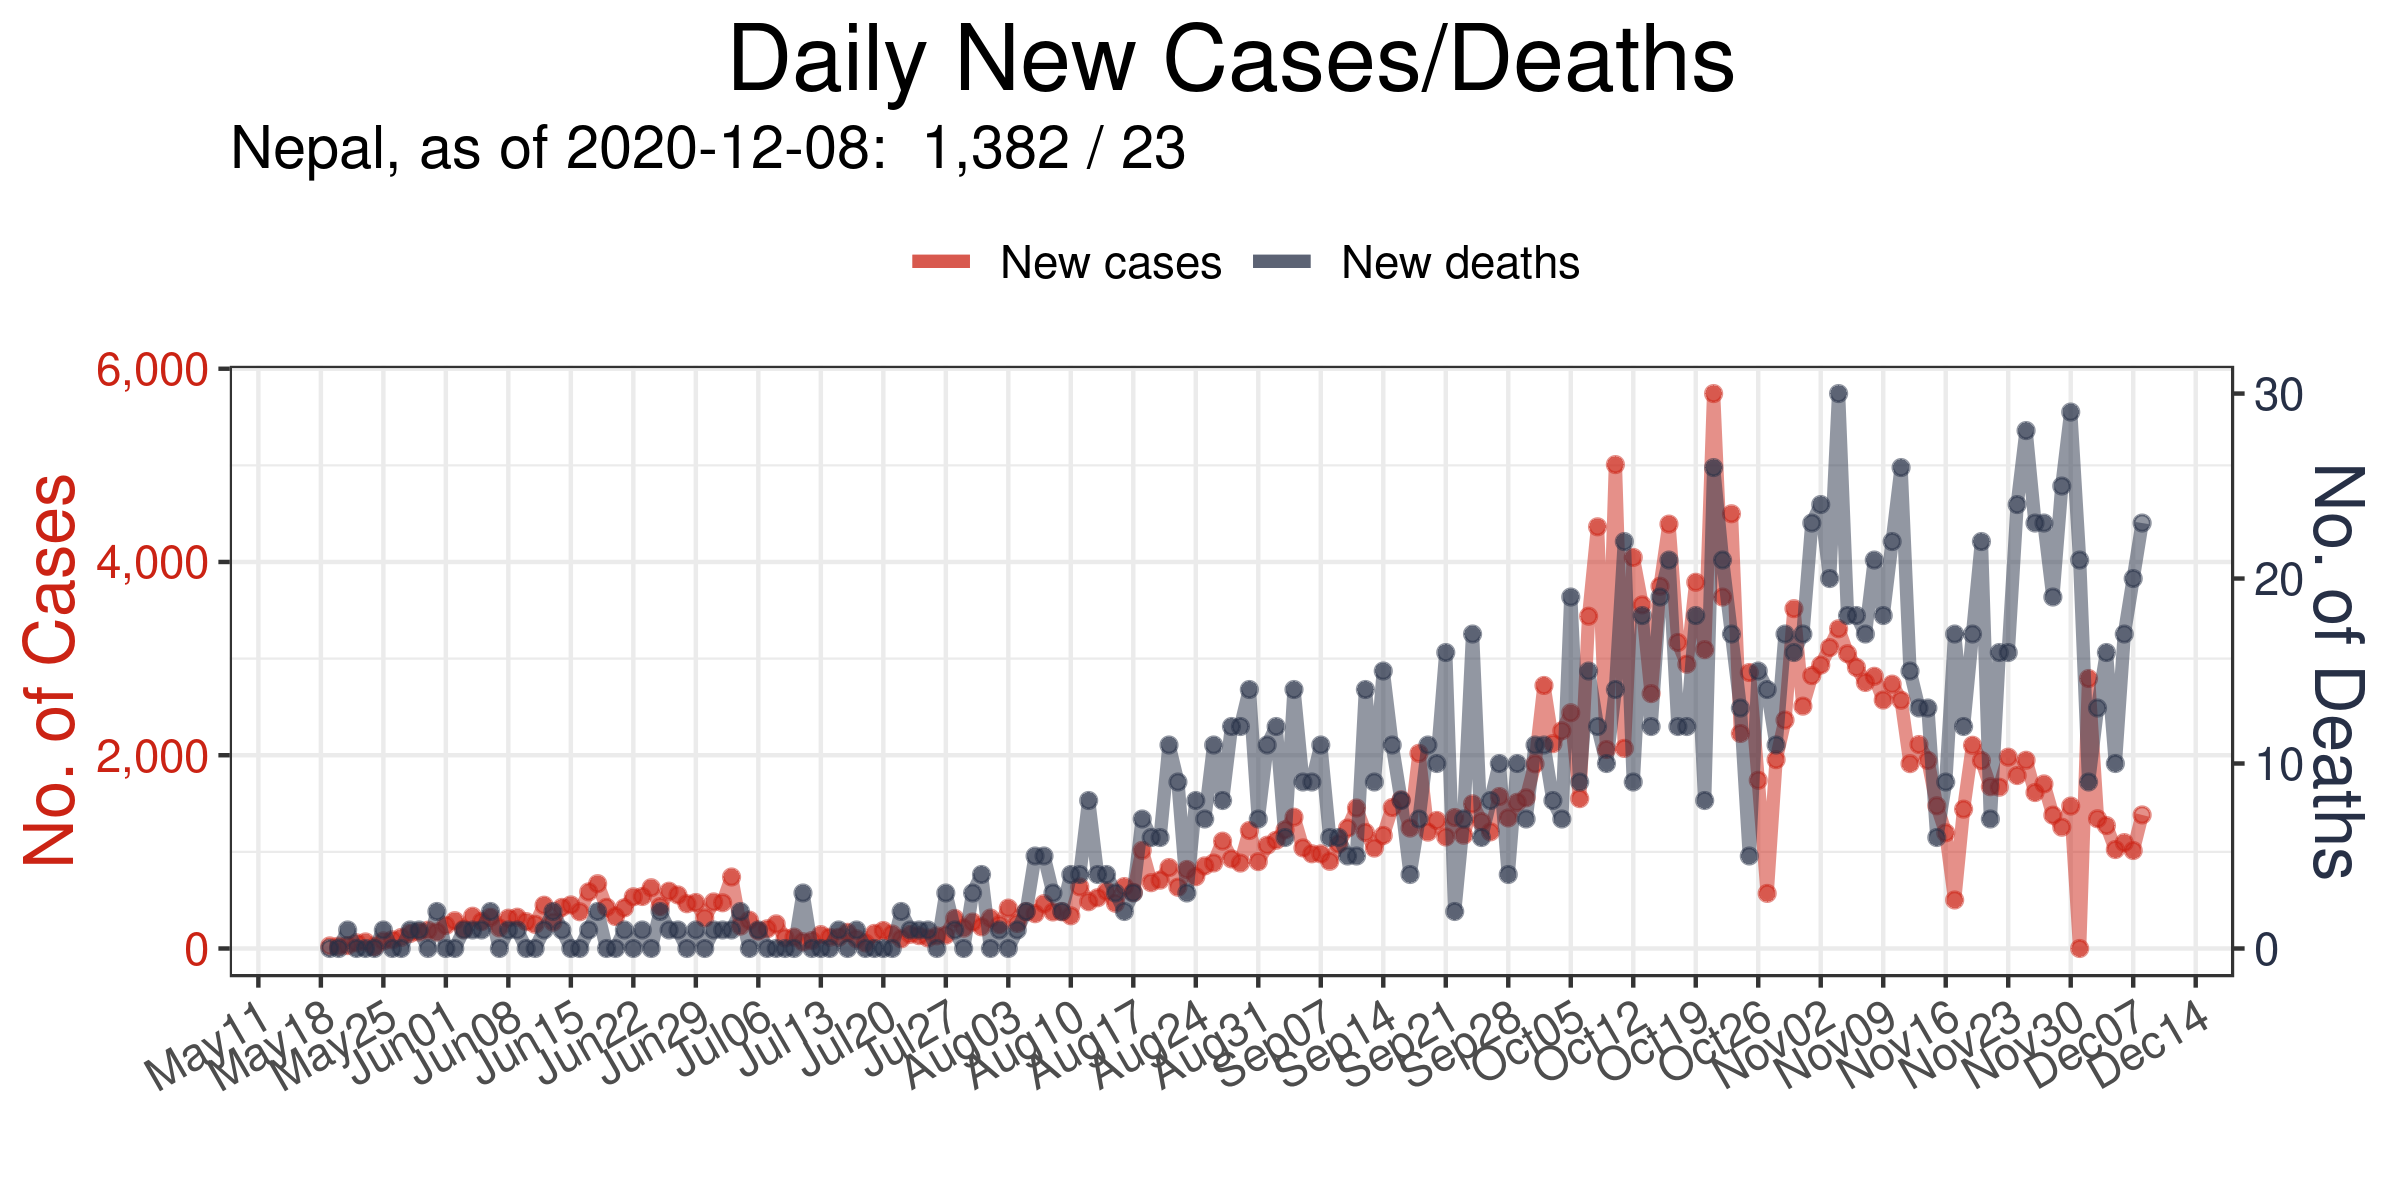 Daily New Cases/Deaths
Nepal, as of 2020-12-08:  1,382 / 23
New cases New deaths
No. of Cases
6,000
4,000
2,000
0
30
20
10
0
No. of Deaths
May11 May18 May25 Jun01 Jun08 Jun15 Jun22 Jun29 Jul06 Jul13 Jul20 Jul27 Aug03 Aug10 Aug17 Aug24 Aug31 Sep07 Sep14 Sep21 Sep28 Oct05 Oct12 Oct19 Oct26 Nov02 Nov09 Nov16 Nov23 Nov30 Dec07 Dec14